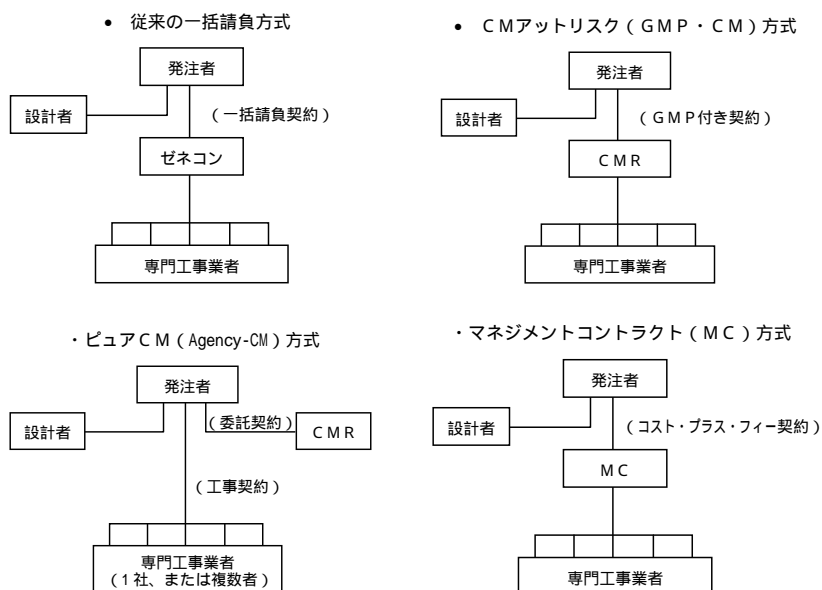 • 従来の一括請負方式
発注者
設計者
(一括請負契約)
ゼネコン
専門工事業者
• CMアットリスク(GMP・CM)方式
発注者
設計者
(GMP付き契約)
CMR
専門工事業者
・ピュアCM(Agency-CM)方式
発注者
設計者
(委託契約)
CMR
(工事契約)
専門工事業者
(1社、または複数者)
・マネジメントコントラクト(MC)方式
発注者
設計者
(コスト・プラス・フィー契約)
MC
専門工事業者